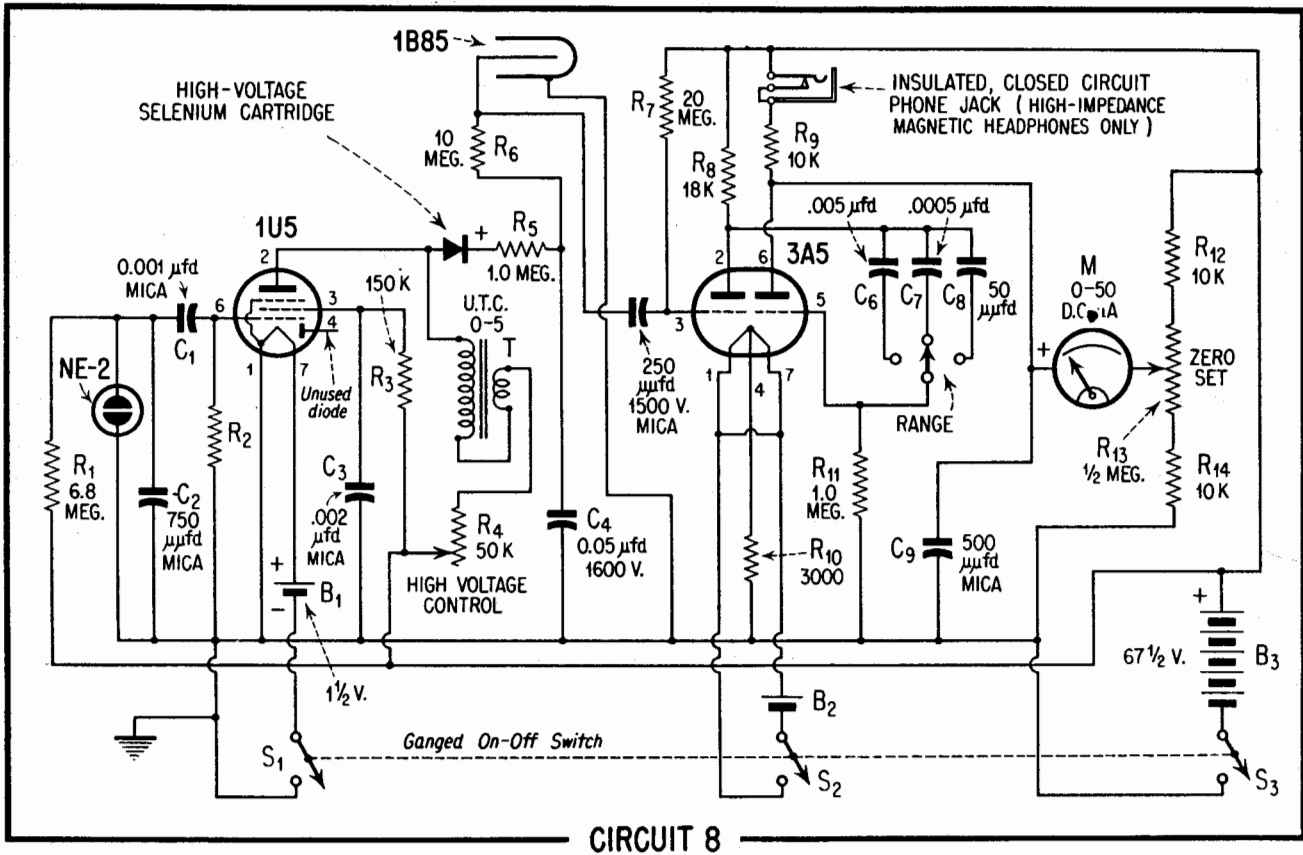 1B85
HIGH-VOLTAGE
SELENIUM CARTRIDGE
10
MEG.
R6
R7
20
MEG.
INSULATED, CLOSED CIRCUIT
PHONE JACK (HIGH-IMPEDANCE
MAGNETIC HEADPHONES ONLY)
R9
10K
R8
18K
1U5
2
+
R5
1.0 MEG.
0.001 µfd
MICA
C1
6
3
4
1
7
Unused
diode
150 K
R3
U.T.C.
0-5
T
3A5
2
6
3
5
1
4
7
.005 µfd
.0005 µfd
C6
C7
C8
50
µµfd
RANGE
M
0-50
+
R12
10K
ZERO
SET
R13
½ MEG.
R14
10K
NE-2
R1
6.8
MEG.
C2
750
µµfd
MICA
R2
C3
.002
µfd
MICA
+
B1
−
1½ V.
R4
50 K
HIGH VOLTAGE
CONTROL
C4
0.05 µfd
1600 V.
250
µµfd
1500 V.
MICA
R11
1.0
MEG.
R10
3000
C9
500
µµfd
MICA
+
67½ V.
B3
B2
Ganged On-Off Switch
S1
S2
S3
CIRCUIT 8